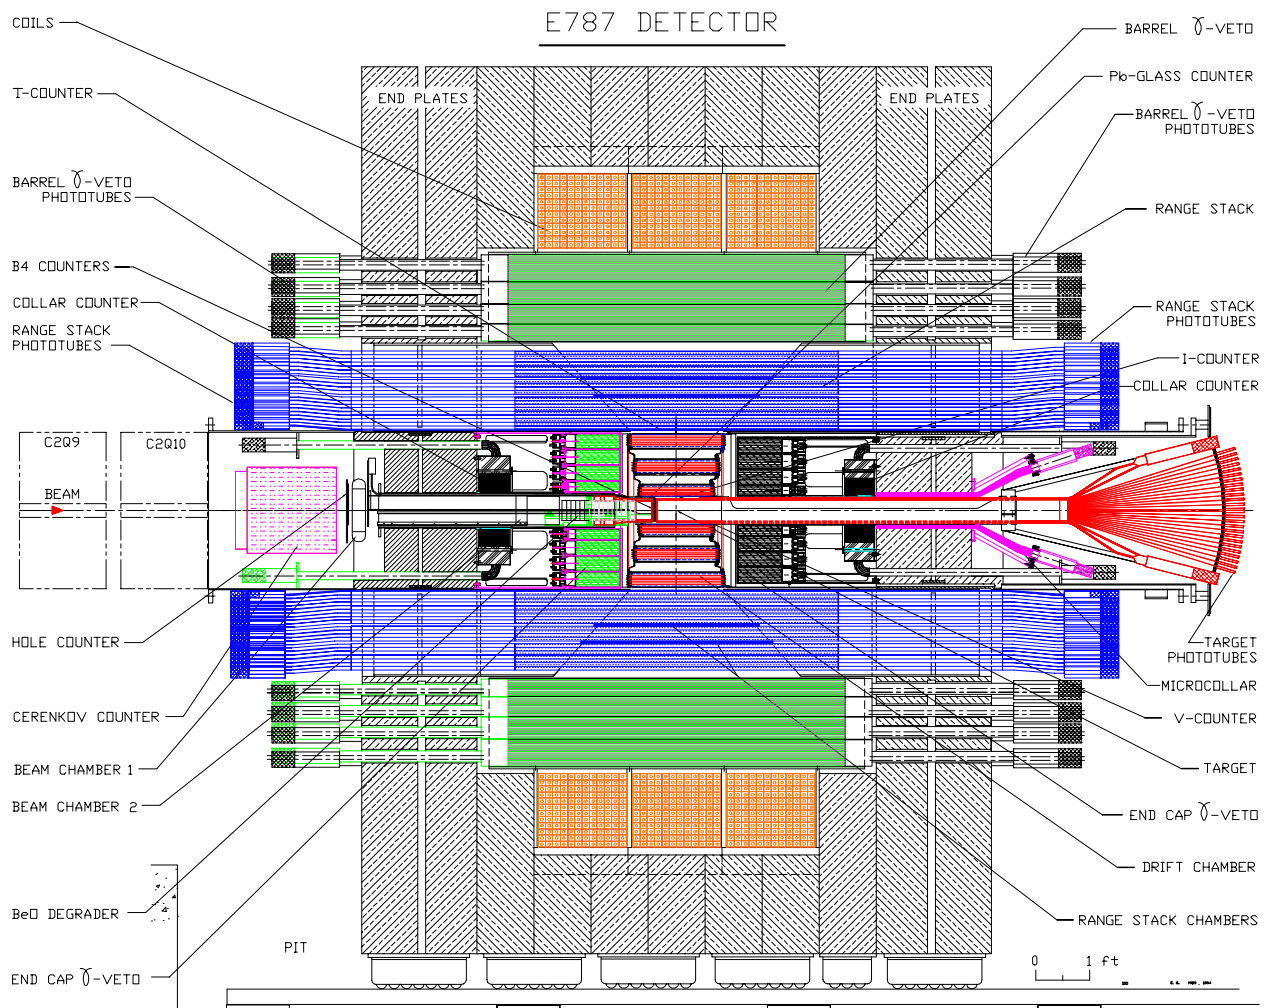 E787 DETECTOR
COILS
T-COUNTER
BARREL γ-VETO
PHOTOTUBES
B4 COUNTERS
COLLAR COUNTER
RANGE STACK
PHOTOTUBES
END PLATES
END PLATES
BARREL γ-VETO
Pb-GLASS COUNTER
BARREL γ-VETO
PHOTOTUBES
RANGE STACK
RANGE STACK
PHOTOTUBES
I-COUNTER
COLLAR COUNTER
C2Q9
C2Q10
BEAM
HOLE COUNTER
CERENKOV COUNTER
BEAM CHAMBER 1
BEAM CHAMBER 2
BeO DEGRADER
END CAP γ-VETO
PIT
TARGET
PHOTOTUBES
MICROCOLLAR
V-COUNTER
TARGET
END CAP γ-VETO
DRIFT CHAMBER
RANGE STACK CHAMBERS
0 1 ft